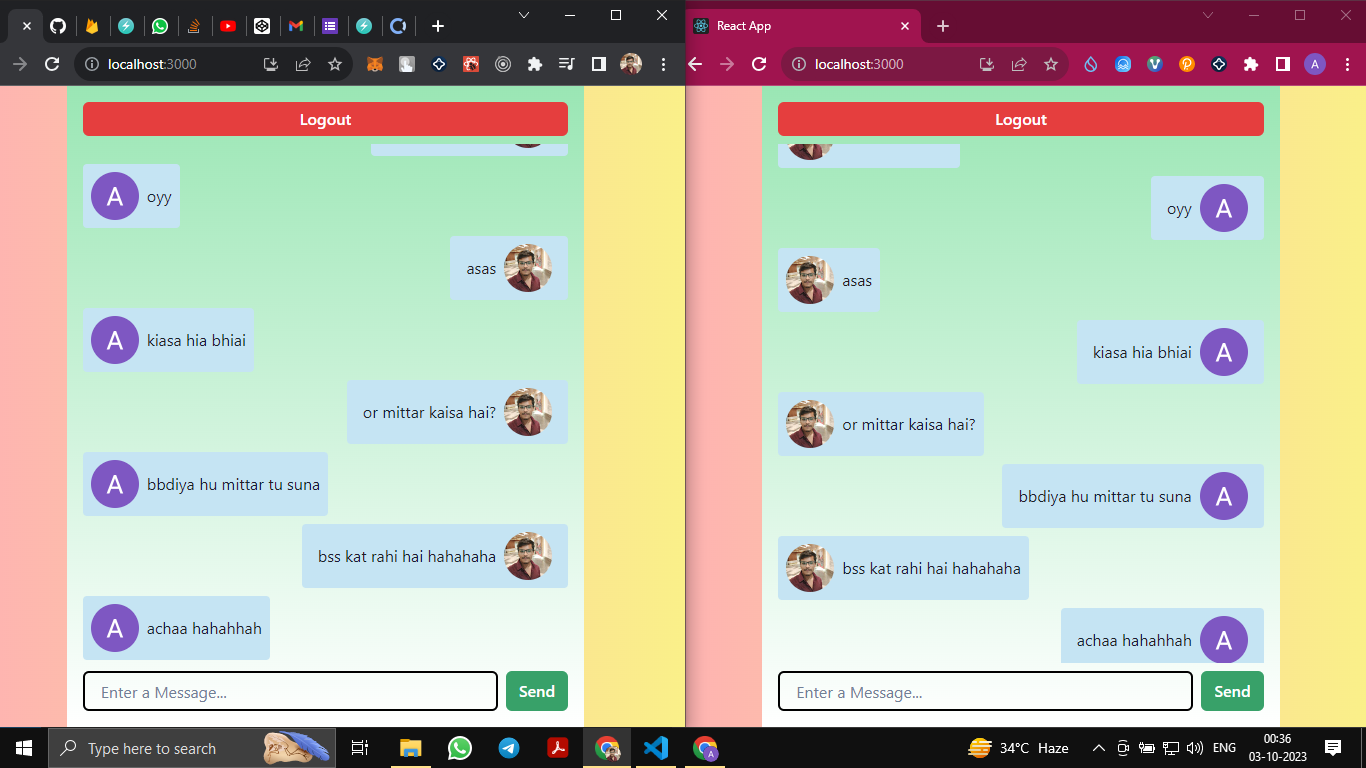 React App
localhost:3000
localhost:3000
A
Logout
A oyy
asas
A kiasa hia bhiai
or mittar kaisa hai?
A bbdiya hu mittar tu suna
bss kat rahi hai hahahaha
A achaa hahahhah
Enter a Message...
Send
Logout
oyy A
asas
kiasa hia bhiai A
or mittar kaisa hai?
bbdiya hu mittar tu suna A
bss kat rahi hai hahahaha
achaa hahahhah A
Enter a Message...
Send
Type here to search
A
34°C Haze
ENG
00:36
03-10-2023